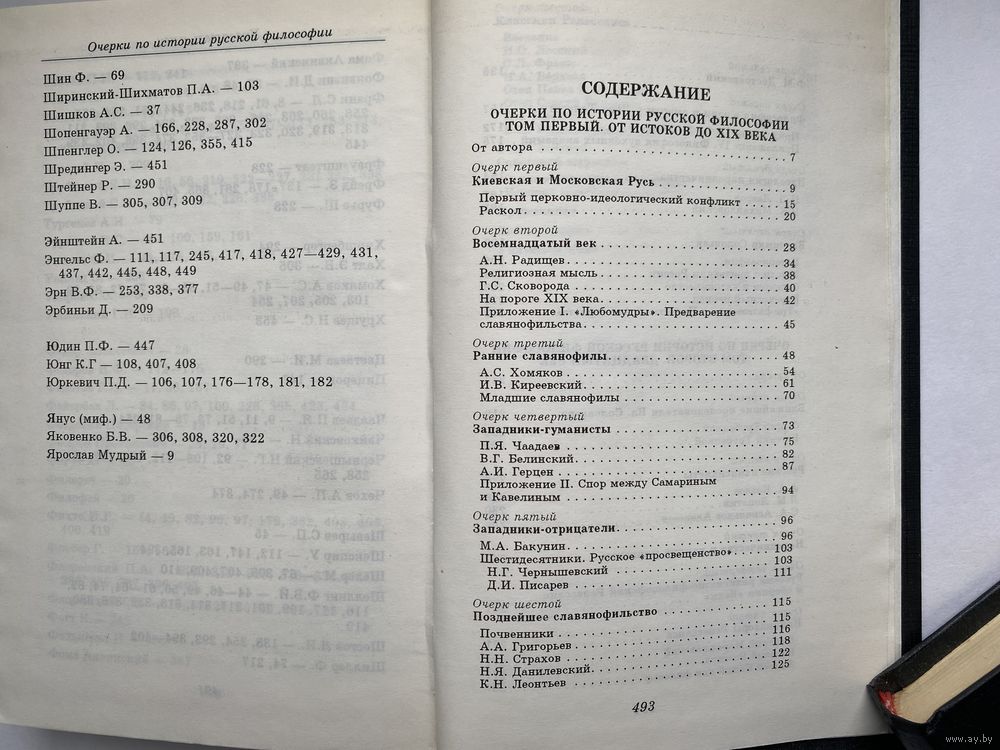 Очерки по истории русской философии
Шин Ф. — 69
Ширинский-Шихматов П.А. — 103
Шишков А.С. — 37
Шопенгауэр А. — 166, 228, 287, 302
Шпенглер О. — 124, 126, 355, 415
Шредингер Э. — 451
Штейнер Р. — 290
Шуппе В. — 305, 307, 309
Эйнштейн А. — 451
Энгельс Ф. — 111, 117, 245, 417, 418, 427—429, 431,
437, 442, 445, 448, 449
Эрн В.Ф. — 253, 338, 377
Эрбиньи Д. — 209
Юдин П.Ф. — 447
Юнг К.Г — 108, 407, 408
Юркевич П.Д. — 106, 107, 176—178, 181, 182
Янус (миф.) — 48
Яковенко Б.В. — 306, 308, 320, 322
Ярослав Мудрый — 9
СОДЕРЖАНИЕ
ОЧЕРКИ ПО ИСТОРИИ РУССКОЙ ФИЛОСОФИИ
ТОМ ПЕРВЫЙ. ОТ ИСТОКОВ ДО XIX ВЕКА
От автора . . . 7
Очерк первый
Киевская и Московская Русь . . . 9
Первый церковно-идеологический конфликт . . . 15
Раскол . . . 20
Очерк второй
Восемнадцатый век . . . 28
А.Н. Радищев . . . 34
Религиозная мысль . . . 38
Г.С. Сковорода . . . 40
На пороге XIX века . . . 42
Приложение I. «Любомудры». Предварение
славянофильства . . . 45
Очерк третий
Ранние славянофилы . . . 48
А.С. Хомяков . . . 54
И.В. Киреевский . . . 61
Младшие славянофилы . . . 70
Очерк четвертый
Западники-гуманисты . . . 73
П.Я. Чаадаев . . . 75
В.Г. Белинский . . . 82
А.И. Герцен . . . 87
Приложение II. Спор между Самариным
и Кавелиным . . . 94
Очерк пятый
Западники-отрицатели . . . 96
М.А. Бакунин . . . 96
Шестидесятники. Русское «просвещенство» . . . 103
Н.Г. Чернышевский . . . 103
Д.И. Писарев . . . 111
Очерк шестой
Позднейшее славянофильство . . . 115
Почвенники . . . 115
А.А. Григорьев . . . 116
Н.Н. Страхов . . . 118
Н.Я. Данилевский . . . 122
К.Н. Леонтьев . . . 125
493
www.ay.by